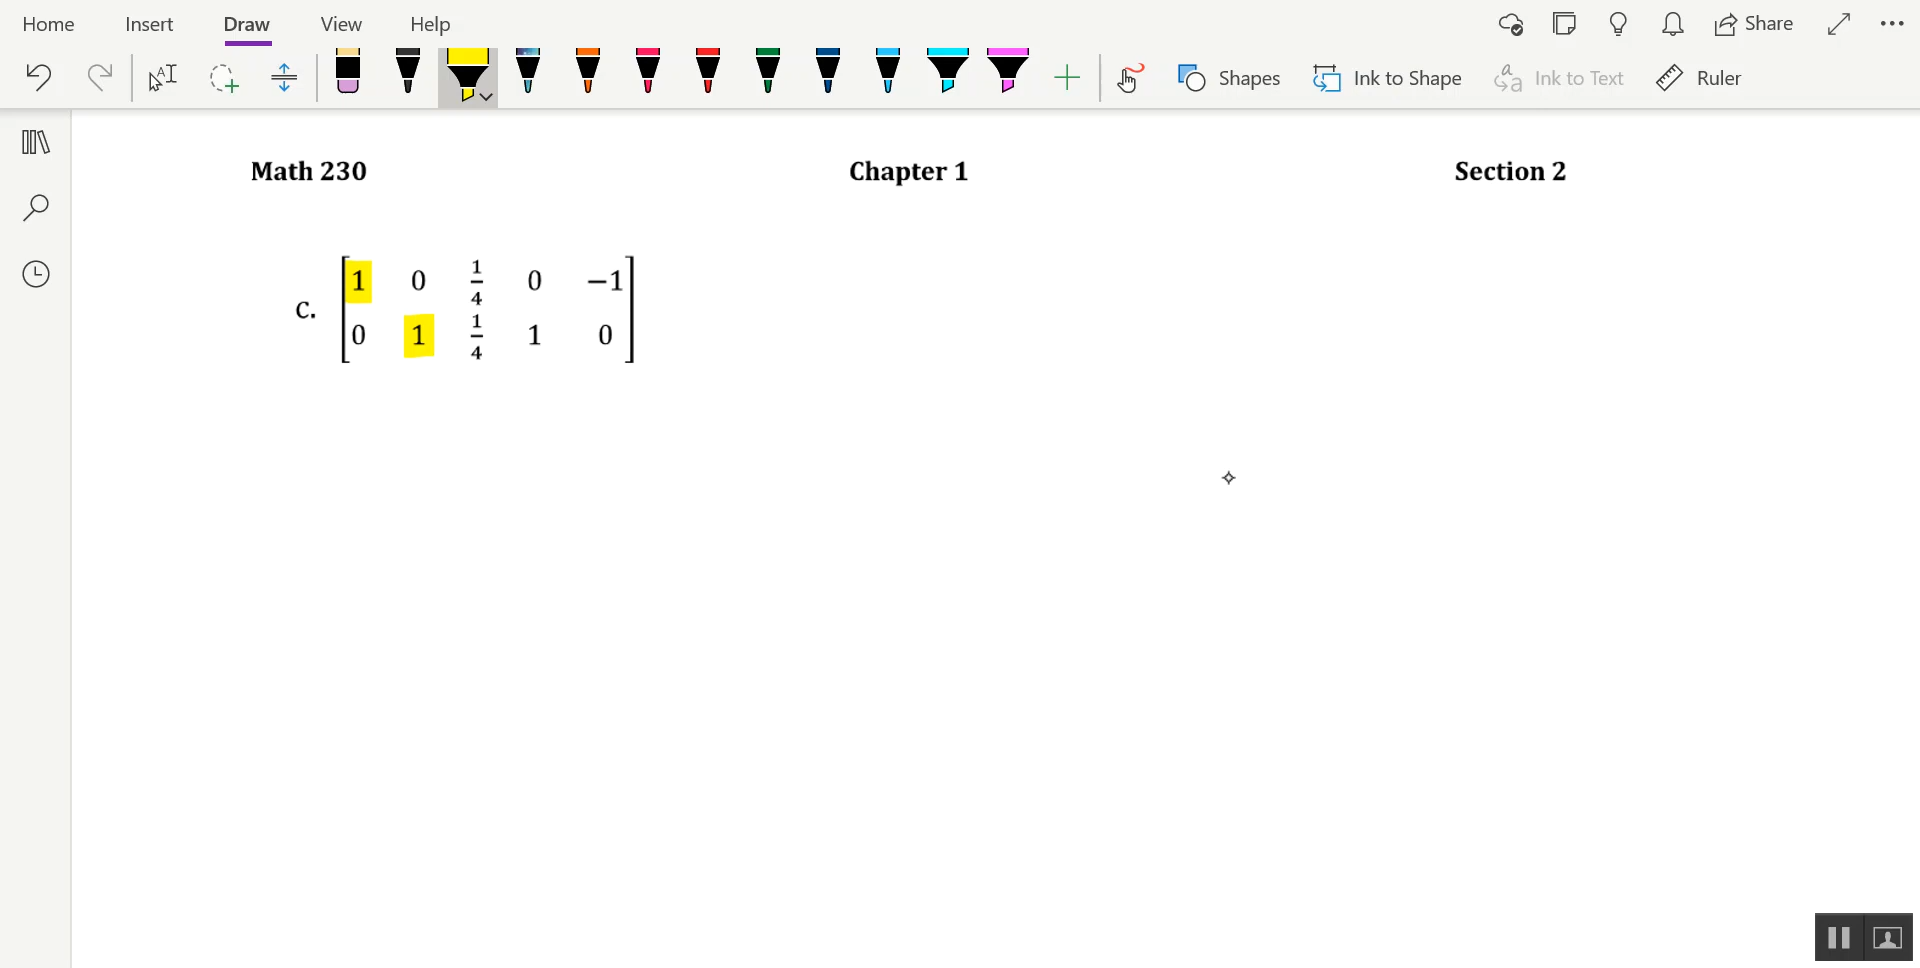 Home Insert Draw View Help Share
Shapes Ink to Shape Ink to Text Ruler
Math 230 Chapter 1 Section 2
C. [1 0 1/4 0 −1]
[0 1 1/4 1 0]